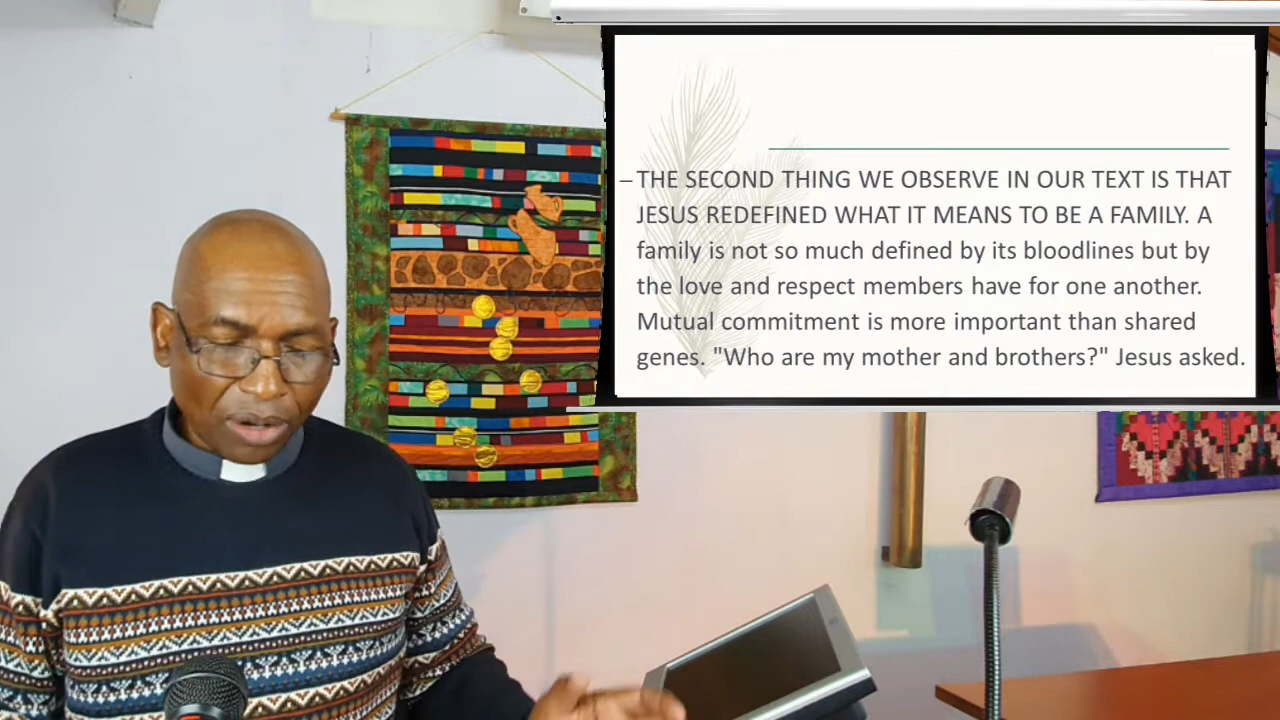 – THE SECOND THING WE OBSERVE IN OUR TEXT IS THAT
JESUS REDEFINED WHAT IT MEANS TO BE A FAMILY. A
family is not so much defined by its bloodlines but by
the love and respect members have for one another.
Mutual commitment is more important than shared
genes. "Who are my mother and brothers?" Jesus asked.